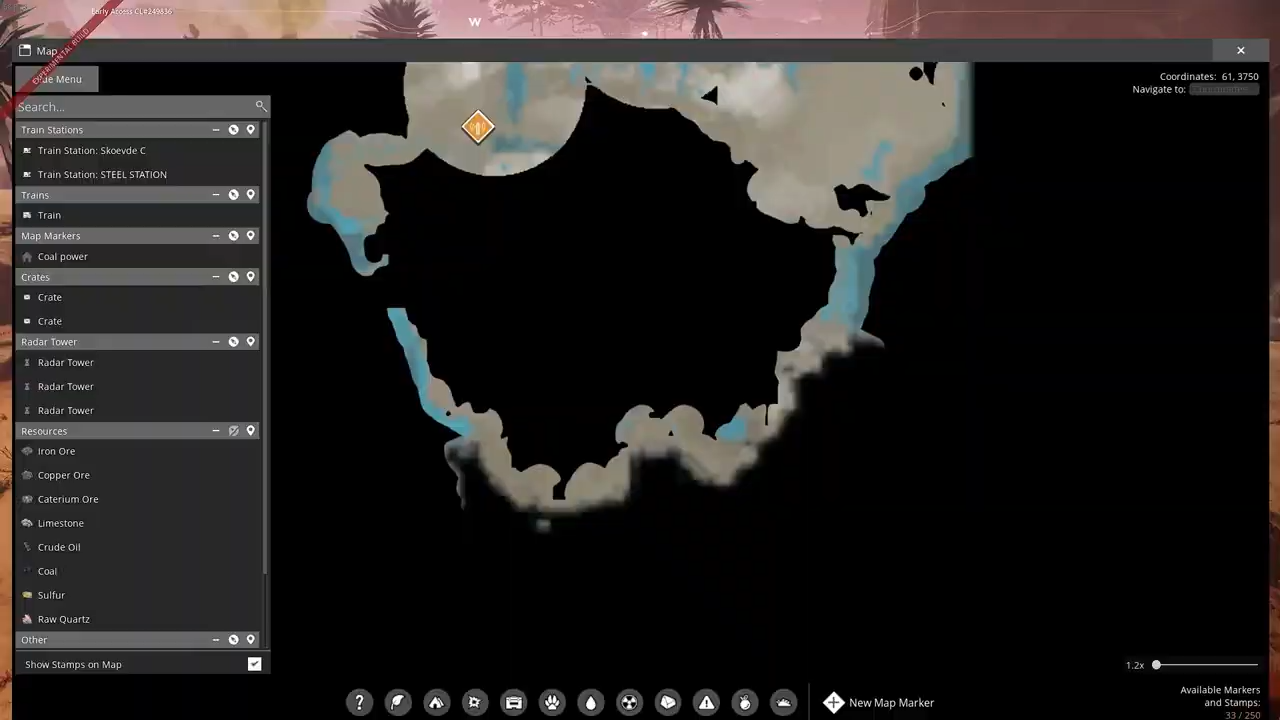 Early Access CL#249836
EXPERIMENTAL BUILD
W
Map
Menu
Coordinates: 61, 3750
Navigate to: Coordinates...
Search...
Train Stations
Train Station: Skoevde C
Train Station: STEEL STATION
Trains
Train
Map Markers
Coal power
Crates
Crate
Crate
Radar Tower
Radar Tower
Radar Tower
Radar Tower
Resources
Iron Ore
Copper Ore
Caterium Ore
Limestone
Crude Oil
Coal
Sulfur
Raw Quartz
Other
Show Stamps on Map
1.2x
New Map Marker
Available Markers
and Stamps:
33 / 250